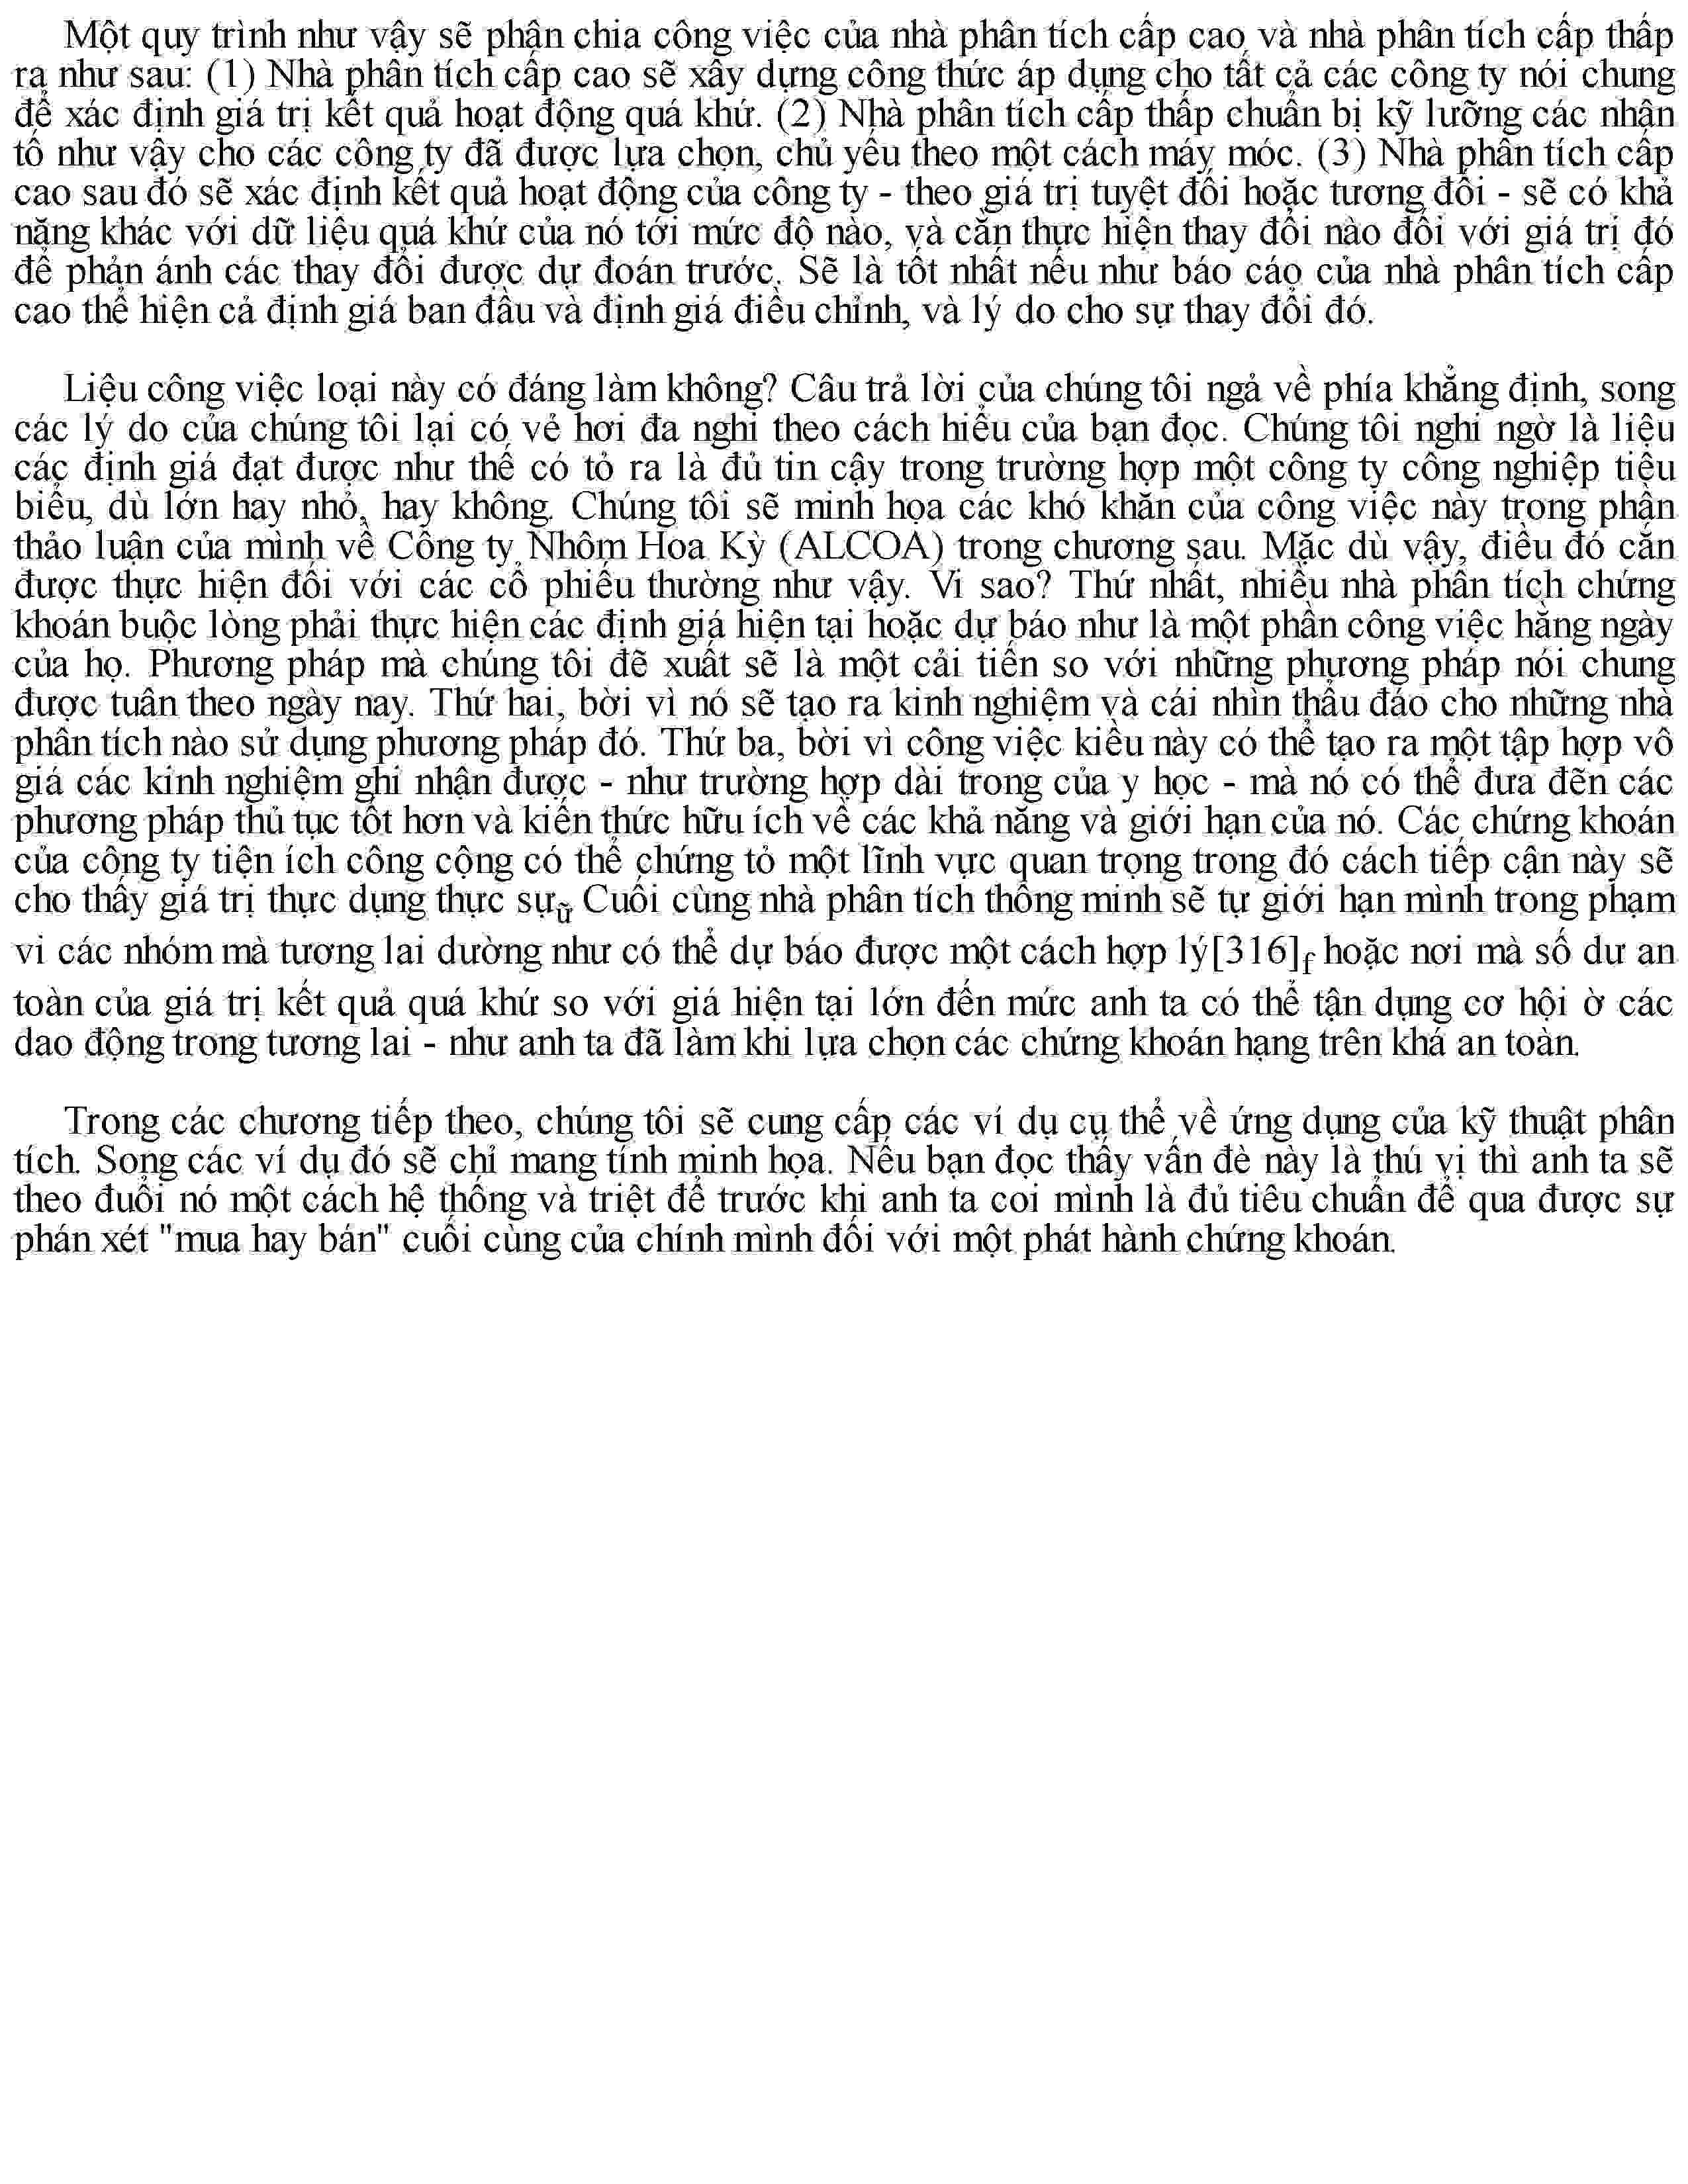 Một quy trình như vậy sẽ phân chia công việc của nhà phân tích cấp cao và nhà phân tích cấp thấp
ra như sau: (1) Nhà phân tích cấp cao sẽ xây dựng công thức áp dụng cho tất cả các công ty nói chung
để xác định giá trị kết quả hoạt động quá khứ. (2) Nhà phân tích cấp thấp chuẩn bị kỹ lưỡng các nhân
tố như vậy cho các công ty đã được lựa chọn, chủ yếu theo một cách máy móc. (3) Nhà phân tích cấp
cao sau đó sẽ xác định kết quả hoạt động của công ty - theo giá trị tuyệt đối hoặc tương đối - sẽ có khả
năng khác với dữ liệu quá khứ của nó tới mức độ nào, và cần thực hiện thay đổi nào đối với giá trị đó
để phản ánh các thay đổi được dự đoán trước. Sẽ là tốt nhất nếu như báo cáo của nhà phân tích cấp
cao thể hiện cả định giá ban đầu và định giá điều chỉnh, và lý do cho sự thay đổi đó.
Liệu công việc loại này có đáng làm không? Câu trả lời của chúng tôi ngả về phía khẳng định, song
các lý do của chúng tôi lại có vẻ hơi đa nghi theo cách hiểu của bạn đọc. Chúng tôi nghi ngờ là liệu
các định giá đạt được như thế có tỏ ra là đủ tin cậy trong trường hợp một công ty công nghiệp tiêu
biểu, dù lớn hay nhỏ, hay không. Chúng tôi sẽ minh họa các khó khăn của công việc này trong phần
thảo luận của mình về Công ty Nhôm Hoa Kỳ (ALCOA) trong chương sau. Mặc dù vậy, điều đó cần
được thực hiện đối với các cổ phiếu thường như vậy. Vi sao? Thứ nhất, nhiều nhà phân tích chứng
khoán buộc lòng phải thực hiện các định giá hiện tại hoặc dự báo như là một phần công việc hằng ngày
của họ. Phương pháp mà chúng tôi đẽ xuất sẽ là một cải tiến so với những phương pháp nói chung
được tuân theo ngày nay. Thứ hai, bời vì nó sẽ tạo ra kinh nghiệm và cái nhìn thấu đáo cho những nhà
phân tích nào sử dụng phương pháp đó. Thứ ba, bời vì công việc kiều này có thể tạo ra một tập hợp vô
giá các kinh nghiệm ghi nhận được - như trường hợp dài trong của y học - mà nó có thể đưa đẽn các
phương pháp thủ tục tốt hơn và kiến thức hữu ích về các khả năng và giới hạn của nó. Các chứng khoán
của công ty tiện ích công cộng có thể chứng tỏ một lĩnh vực quan trọng trong đó cách tiếp cận này sẽ
cho thấy giá trị thực dụng thực sựữ Cuối cùng nhà phân tích thông minh sẽ tự giới hạn mình trong phạm
vi các nhóm mà tương lai dường như có thể dự báo được một cách hợp lý[316]f hoặc nơi mà số dư an
toàn của giá trị kết quả quá khứ so với giá hiện tại lớn đến mức anh ta có thể tận dụng cơ hội ờ các
dao động trong tương lai - như anh ta đã làm khi lựa chọn các chứng khoán hạng trên khá an toàn.
Trong các chương tiếp theo, chúng tôi sẽ cung cấp các ví dụ cụ thể về ứng dụng của kỹ thuật phân
tích. Song các ví dụ đó sẽ chỉ mang tính minh họa. Nếu bạn đọc thấy vấn đè này là thú vị thì anh ta sẽ
theo đuổi nó một cách hệ thống và triệt để trước khi anh ta coi mình là đủ tiêu chuẩn để qua được sự
phán xét "mua hay bán" cuối cùng của chính mình đối với một phát hành chứng khoán.